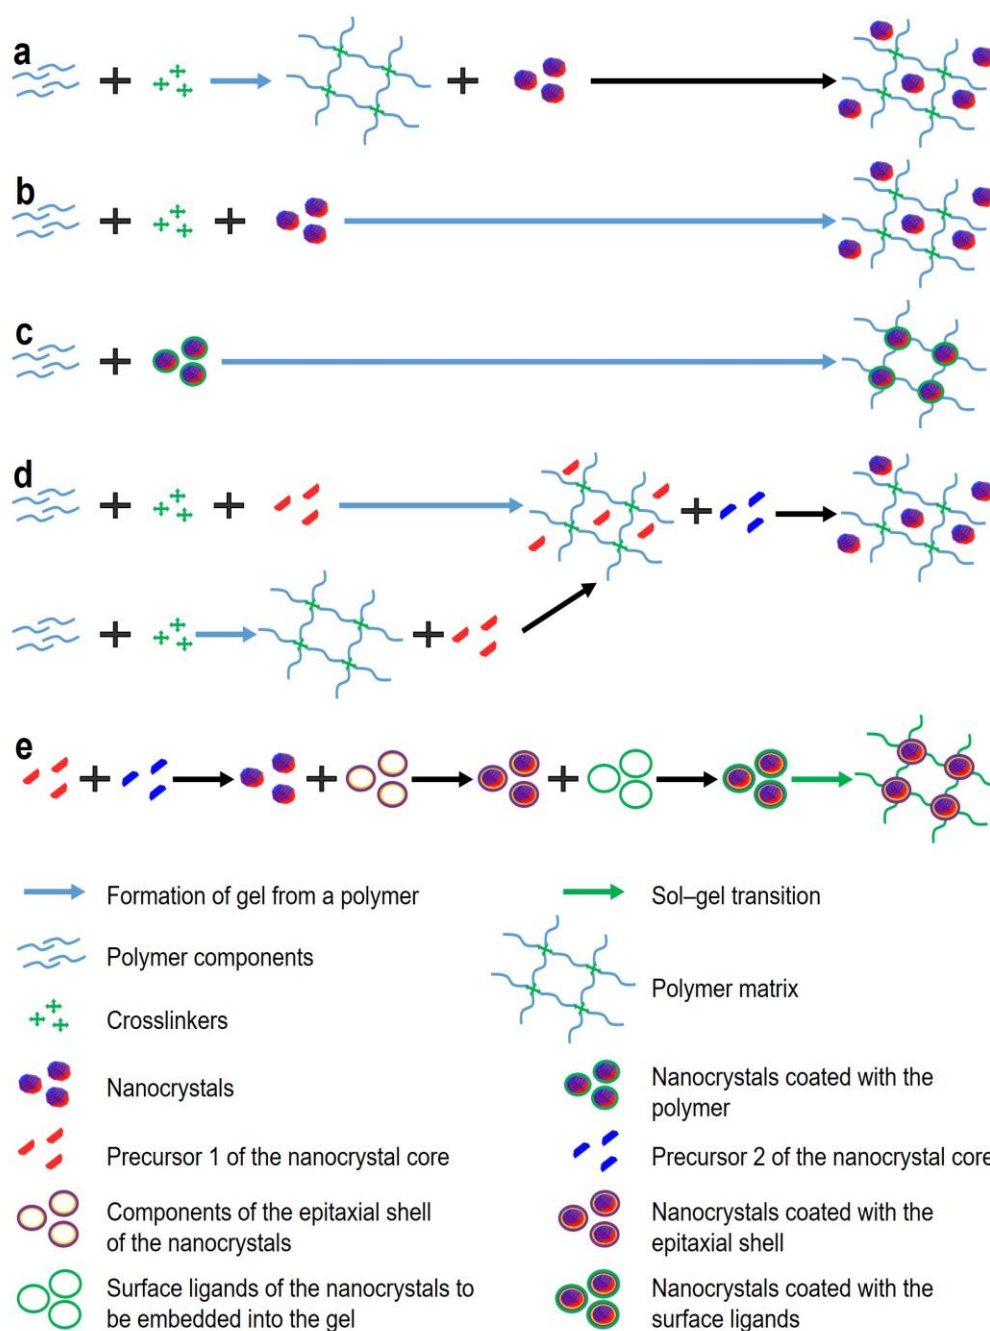 a
b
c
d
e
Formation of gel from a polymer
Sol–gel transition
Polymer components
Polymer matrix
Crosslinkers
Nanocrystals
Nanocrystals coated with the
polymer
Precursor 1 of the nanocrystal core
Precursor 2 of the nanocrystal core
Components of the epitaxial shell
of the nanocrystals
Nanocrystals coated with the
epitaxial shell
Surface ligands of the nanocrystals to
be embedded into the gel
Nanocrystals coated with the
surface ligands